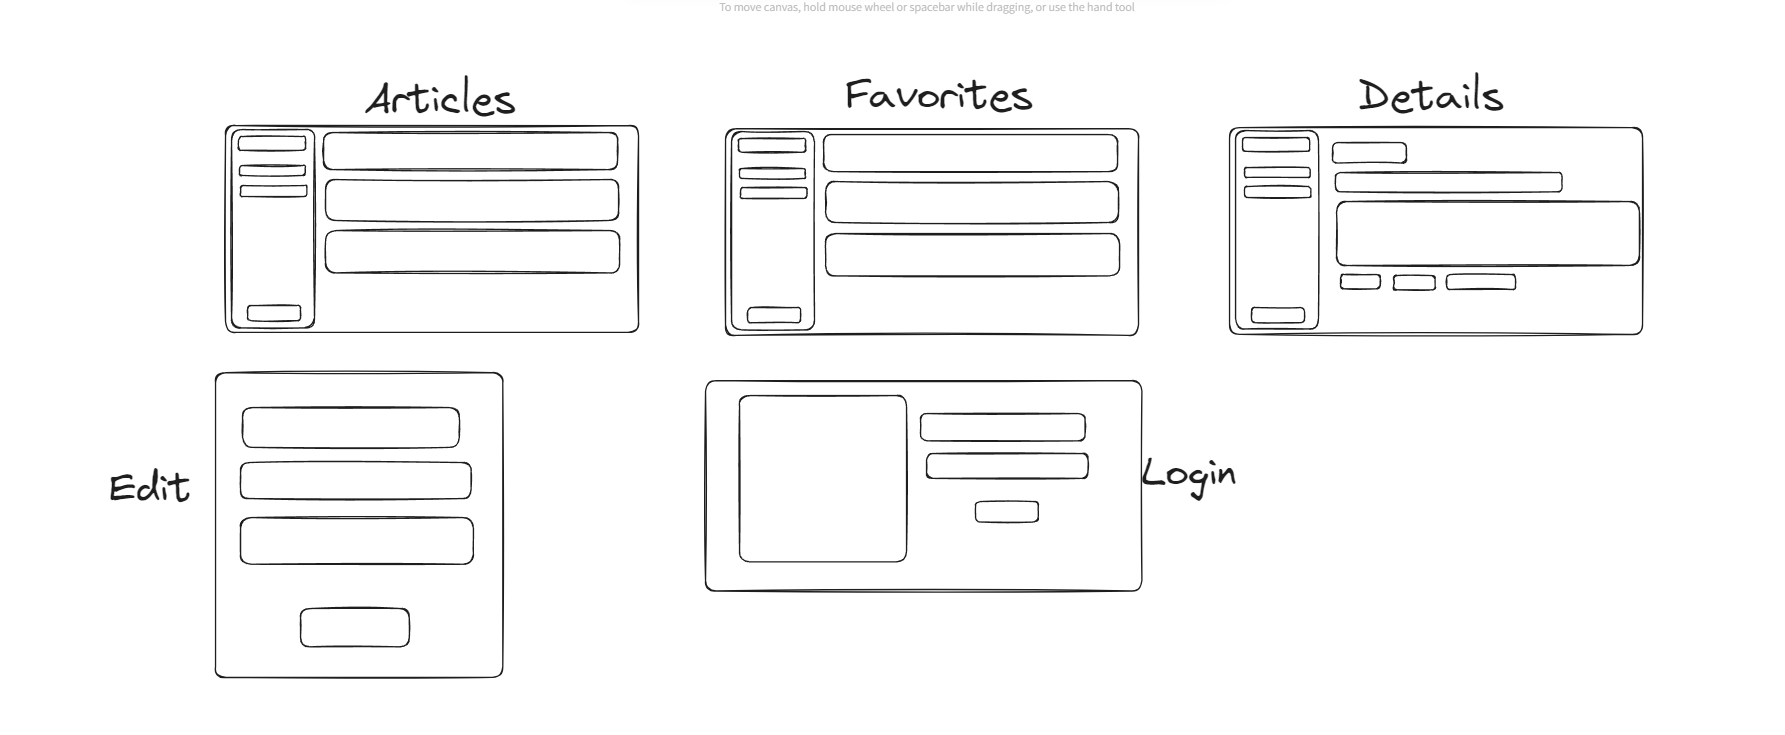 To move canvas, hold mouse wheel or spacebar while dragging, or use the hand tool
Articles
Favorites
Details
Edit
Login